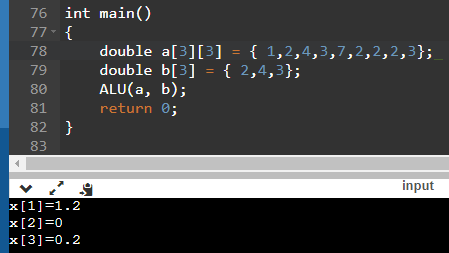 76 int main()
77 {
78 double a[3][3] = { 1,2,4,3,7,2,2,2,3};
79 double b[3] = { 2,4,3};
80 ALU(a, b);
81 return 0;
82 }
83
input
x[1]=1.2
x[2]=0
x[3]=0.2